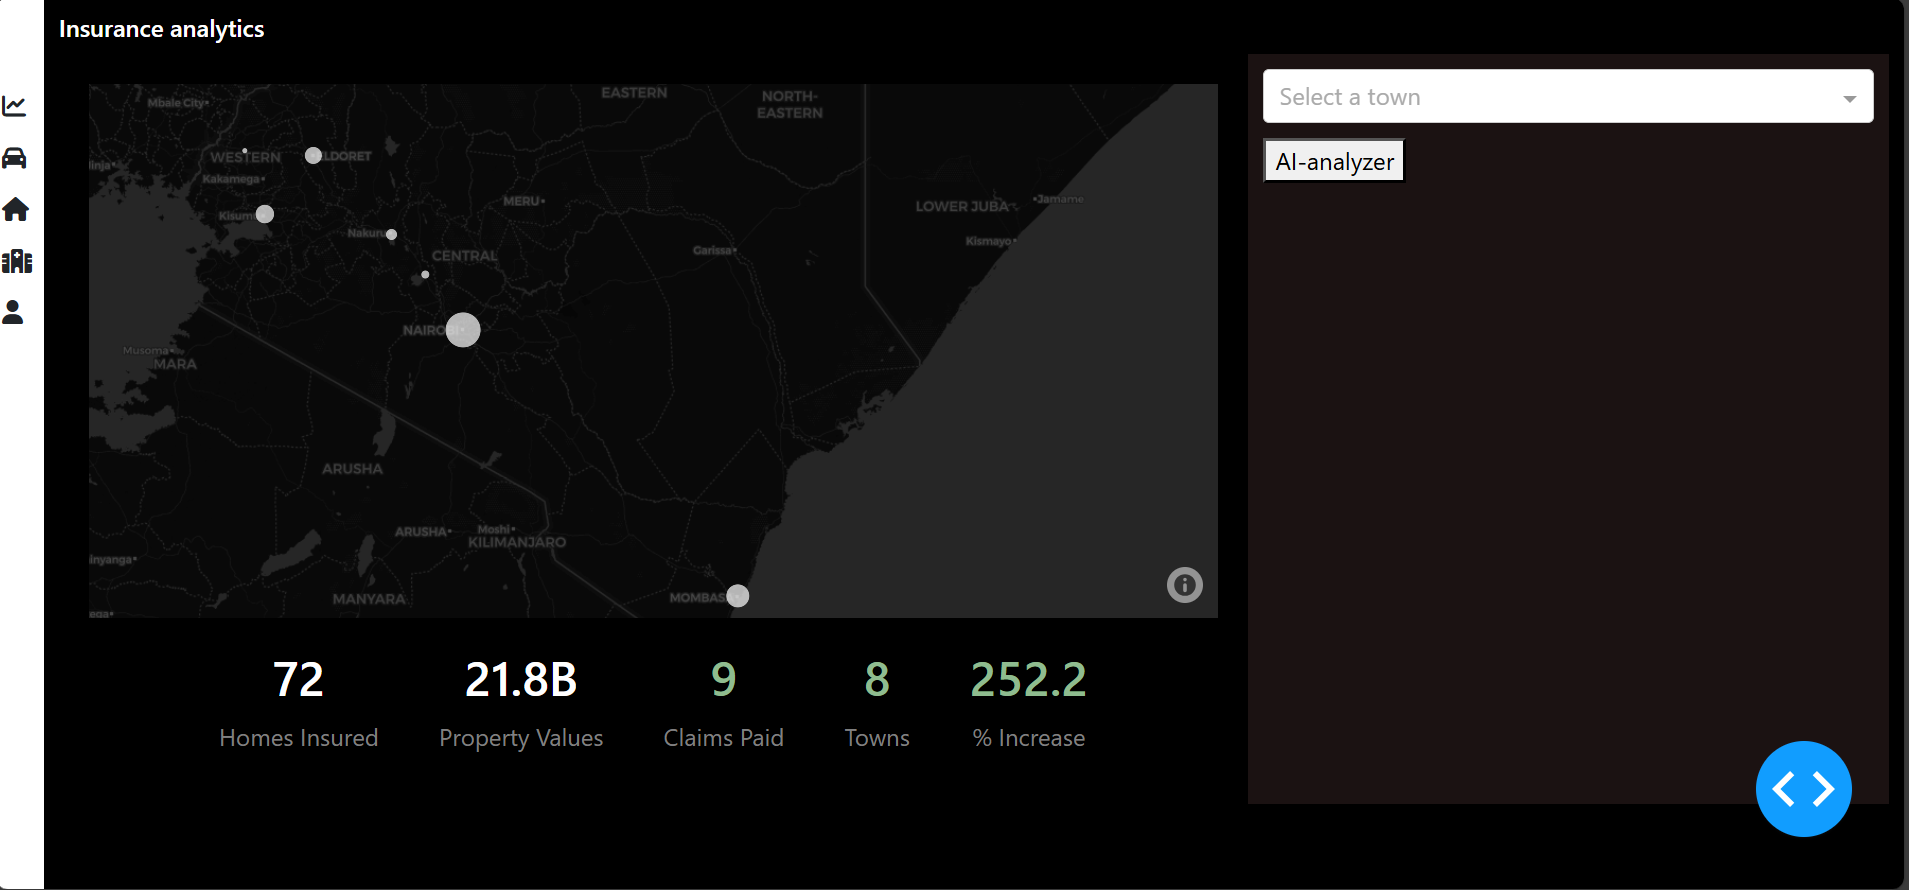 Insurance analytics
Select a town
AI-analyzer
Mbale City
EASTERN
NORTH-
EASTERN
WESTERN
ELDORET
Kakamega
MERU
LOWER JUBA
Jamame
Kisumu
Nakuru
CENTRAL
Garissa
Kismayo
NAIROBI
Musoma
MARA
ARUSHA
ARUSHA
Moshi
KILIMANJARO
inyanga
MANYARA
MOMBASA
72
21.8B
9
8
252.2
Homes Insured
Property Values
Claims Paid
Towns
% Increase